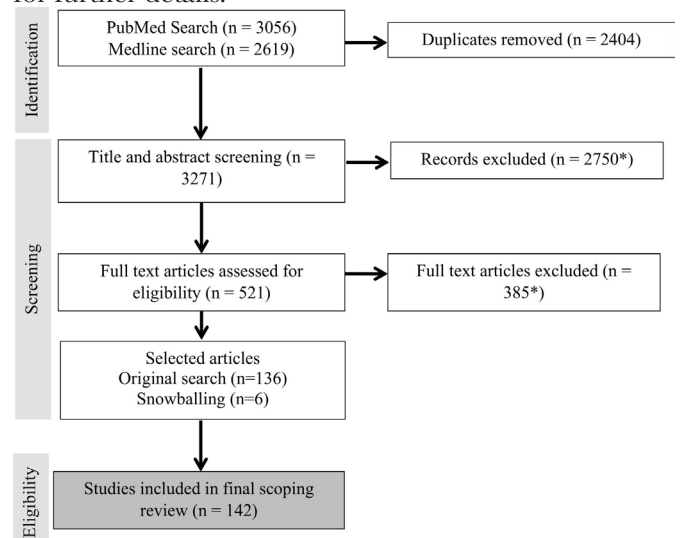 for further details.
Identification
PubMed Search (n = 3056)
Medline search (n = 2619)
Duplicates removed (n = 2404)
Screening
Title and abstract screening (n =
3271)
Records excluded (n = 2750*)
Full text articles assessed for
eligibility (n = 521)
Full text articles excluded (n =
385*)
Selected articles
Original search (n=136)
Snowballing (n=6)
Eligibility
Studies included in final scoping
review (n = 142)